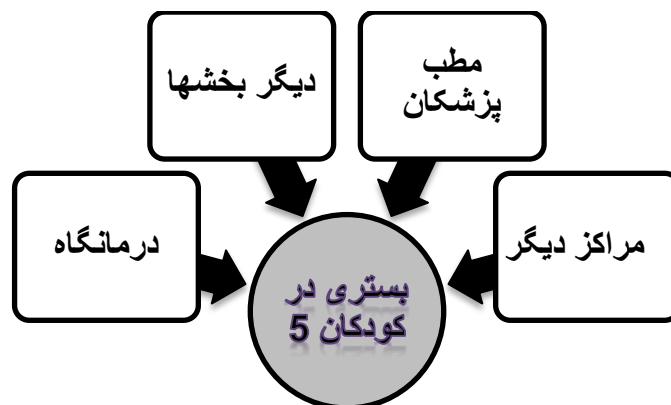 دیگر بخشها
مطب
پزشکان
درمانگاه
مراکز دیگر
بستری در
کودکان 5